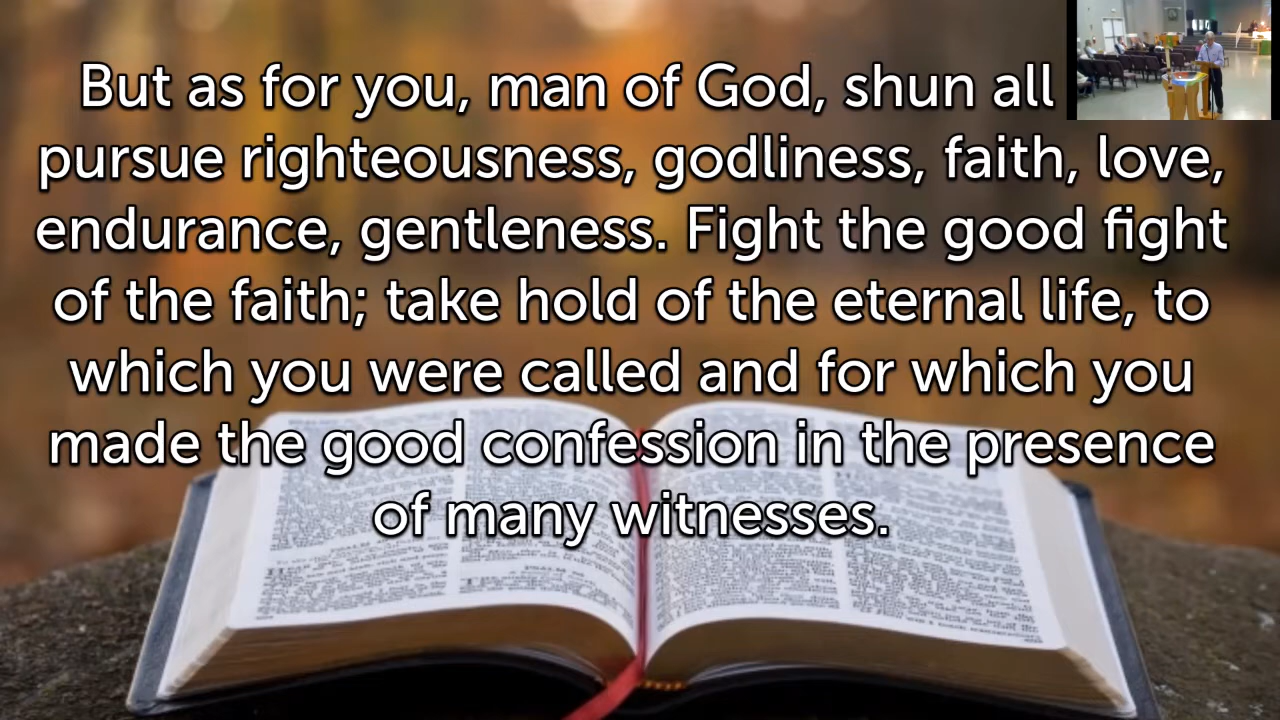 But as for you, man of God, shun all
pursue righteousness, godliness, faith, love,
endurance, gentleness. Fight the good fight
of the faith; take hold of the eternal life, to
which you were called and for which you
made the good confession in the presence
of many witnesses.